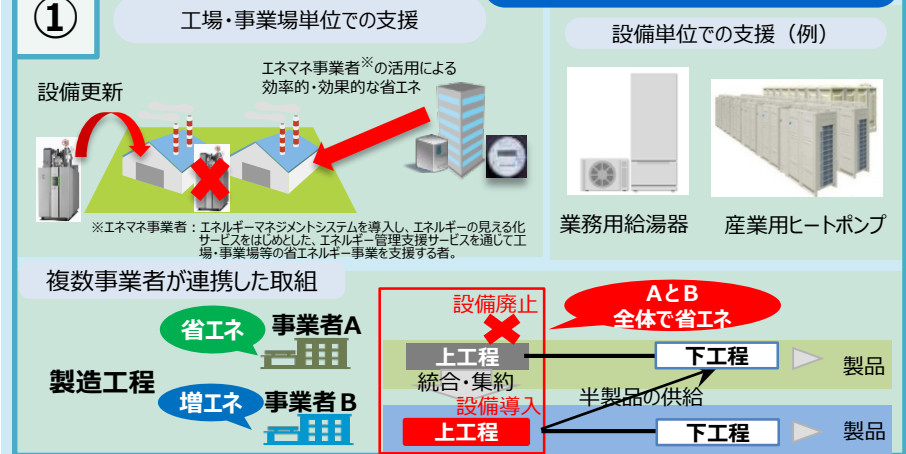 ①
工場・事業場単位での支援
設備更新
エネマネ事業者※の活用による
効率的・効果的な省エネ
※エネマネ事業者：エネルギーマネジメントシステムを導入し、エネルギーの見える化
サービスをはじめとした、エネルギー管理支援サービスを通じて工
場・事業場等の省エネルギー事業を支援する者。
設備単位での支援（例）
業務用給湯器
産業用ヒートポンプ
複数事業者が連携した取組
製造工程
省エネ
事業者A
増エネ
事業者B
設備廃止
AとB
全体で省エネ
上工程
統合・集約
設備導入
上工程
下工程
製品
半製品の供給
下工程
製品